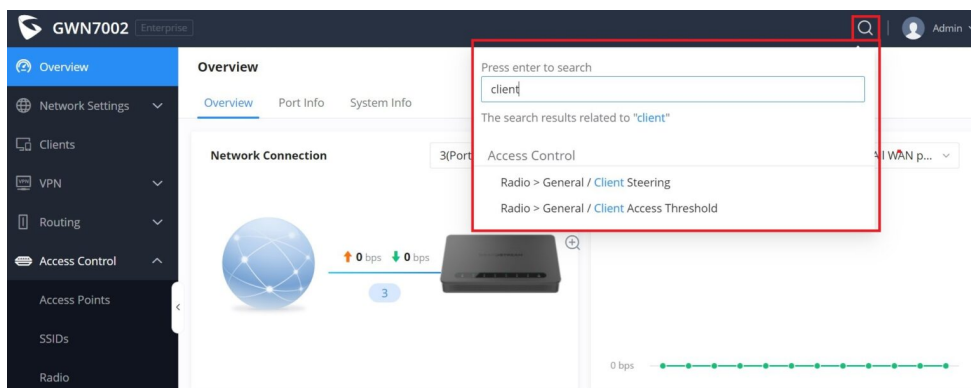 GWN7002 Enterprise
Admin
Overview
Network Settings
Clients
VPN
VPN
Routing
Access Control
Access Points
SSIDs
Radio
Overview
Overview Port Info System Info
Press enter to search
client
The search results related to "client"
Access Control
Radio > General / Client Steering
Radio > General / Client Access Threshold
Network Connection
3(Port
All WAN p...
0 bps 0 bps
3
0 bps